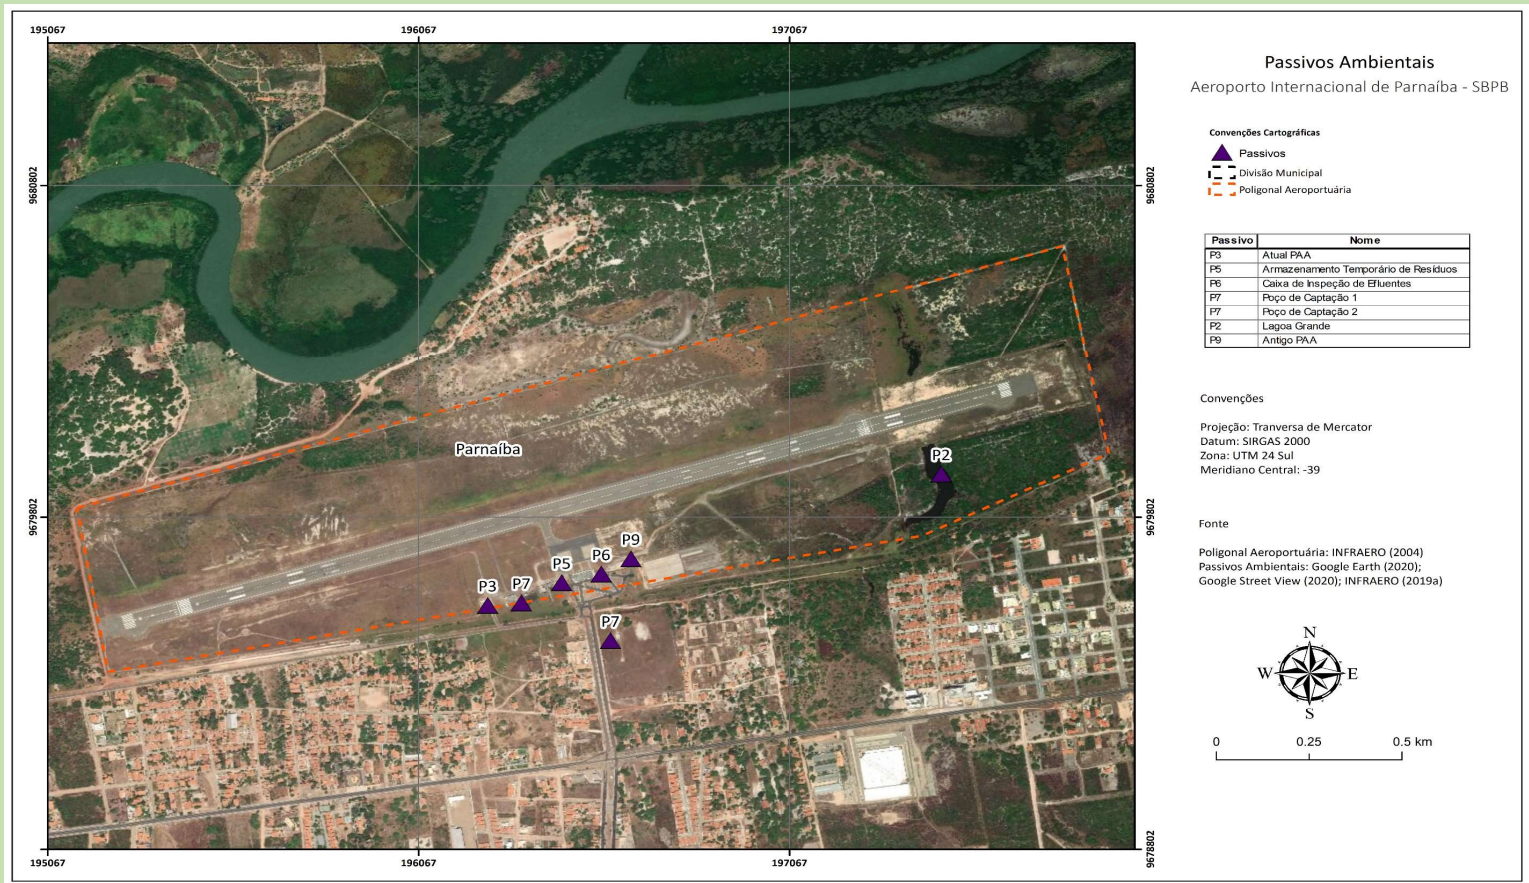 195067
196067
197067
Passivos Ambientais
Aeroporto Internacional de Parnaíba - SBPB
Convenções Cartográficas
Passivos
Divisão Municipal
Poligonal Aeroportuária
9680802
9680802
Passivo Nome
P3 Atual PAA
P5 Armazenamento Temporário de Resíduos
P6 Caixa de Inspeção de Efluentes
P7 Poço de Captação 1
P7 Poço de Captação 2
P2 Lagoa Grande
P9 Antigo PAA
Convenções
Projeção: Tranversa de Mercator
Datum: SIRGAS 2000
Zona: UTM 24 Sul
Meridiano Central: -39
Parnaíba
P2
9679802
9679802
Fonte
Poligonal Aeroportuária: INFRAERO (2004)
Passivos Ambientais: Google Earth (2020);
Google Street View (2020); INFRAERO (2019a)
P9
P6
P5
P7
P3
P7
N
W E
S
0 0.25 0.5 km
9678802
195067
196067
197067